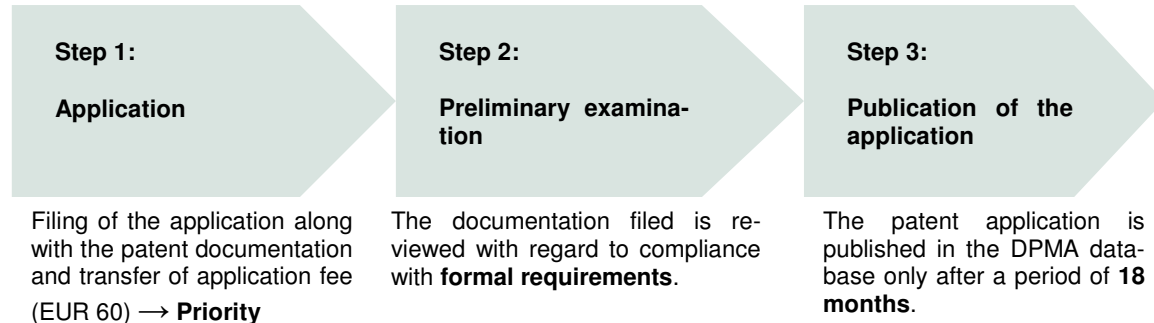 Step 1:
Application
Filing of the application along
with the patent documentation
and transfer of application fee
(EUR 60) → Priority
Step 2:
Preliminary examina-
tion
The documentation filed is re-
viewed with regard to compliance
with formal requirements.
Step 3:
Publication of the
application
The patent application is
published in the DPMA data-
base only after a period of 18
months.